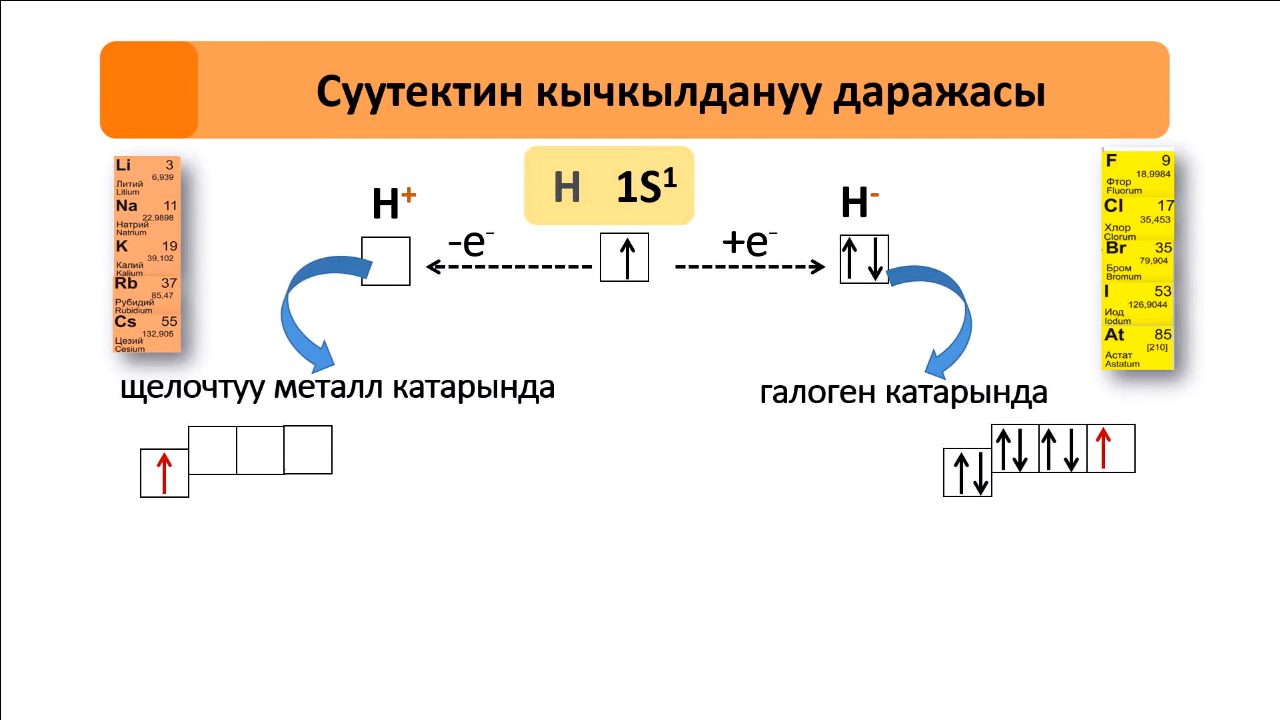 Суутектин кычкылдануу даражасы
H 1S¹
H⁺
H⁻
-e⁻
+e⁻
Li 3
6,939
Литий
Litium
Na 11
22,9898
Натрий
Natrium
K 19
39,102
Калий
Kalium
Rb 37
85,47
Рубидий
Rubidium
Cs 55
132,905
Цезий
Cesium
F 9
18,9984
Фтор
Fluorum
Cl 17
35,453
Хлор
Clorum
Br 35
79,904
Бром
Bromum
I 53
126,9044
Иод
Iodum
At 85
[210]
Астат
Astatum
щелочтуу металл катарында
галоген катарында